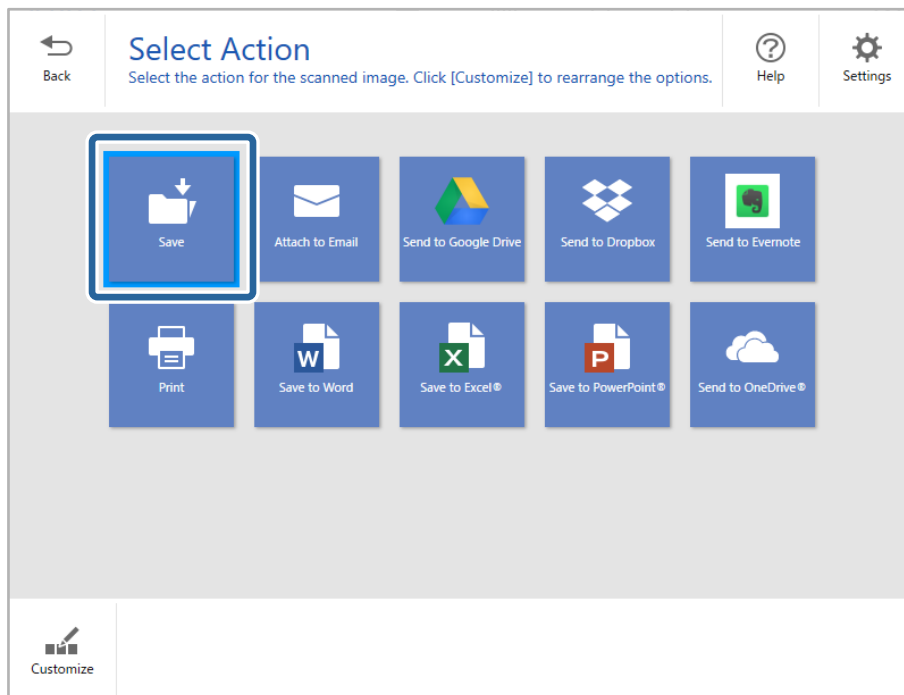 Back
Select Action
Select the action for the scanned image. Click [Customize] to rearrange the options.
Help
Settings
Save
Attach to Email
Send to Google Drive
Send to Dropbox
Send to Evernote
Print
W
Save to Word
X
Save to Excel®
P
Save to PowerPoint®
Send to OneDrive®
Customize